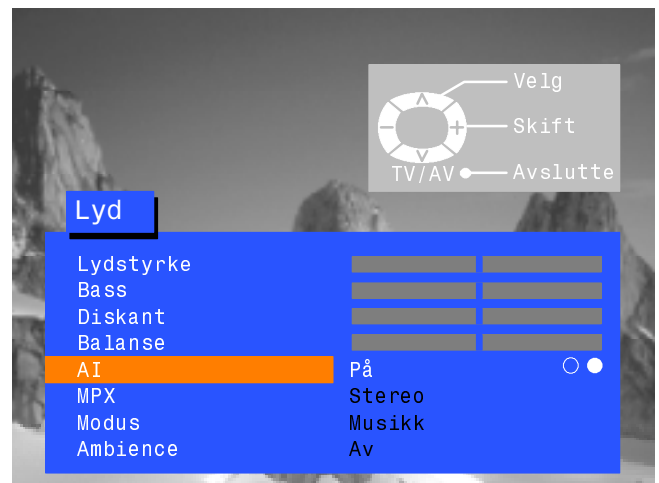 Velg
Skift
TV/AV Avslutte
Lyd
Lydstyrke
Bass
Diskant
Balanse
AI På
MPX Stereo
Modus Musikk
Ambience Av